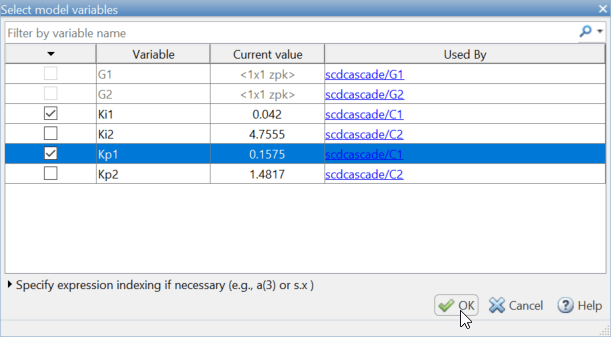 Select model variables
Filter by variable name
Variable Current value Used By
G1 <1x1 zpk> scdcascade/G1
G2 <1x1 zpk> scdcascade/G2
Ki1 0.042 scdcascade/C1
Ki2 4.7555 scdcascade/C2
Kp1 0.1575 scdcascade/C1
Kp2 1.4817 scdcascade/C2
Specify expression indexing if necessary (e.g., a(3) or s.x )
OK Cancel Help